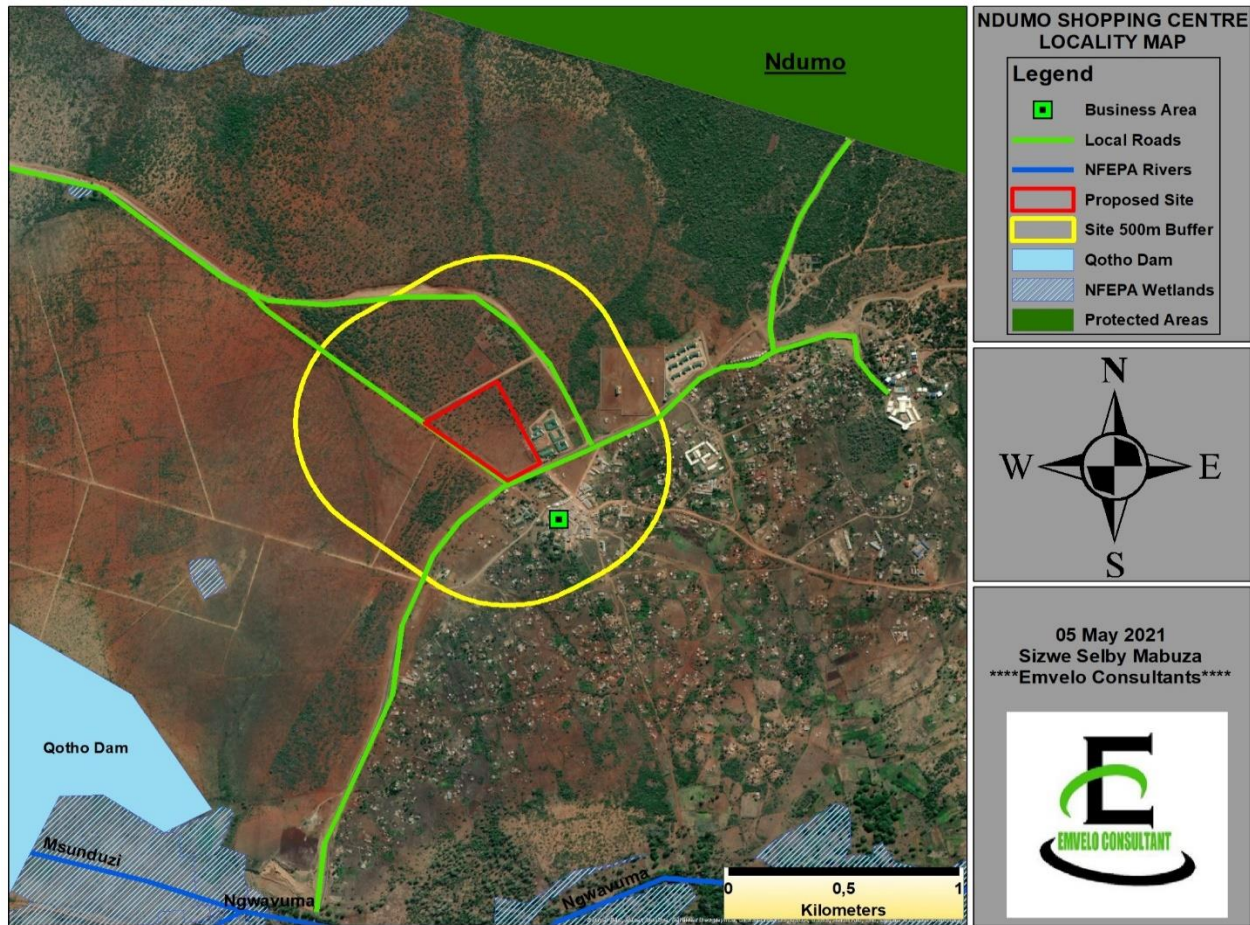 Ndumo
Qotho Dam
Msunduzi
Ngwavuma
Ngwavuma
0
0,5
1
Kilometers
NDUMO SHOPPING CENTRE
LOCALITY MAP
Legend
Business Area
Local Roads
NFEPA Rivers
Proposed Site
Site 500m Buffer
Qotho Dam
NFEPA Wetlands
Protected Areas
N
W
E
S
05 May 2021
Sizwe Selby Mabuza
****Emvelo Consultants****
E
EMVELO CONSULTANT